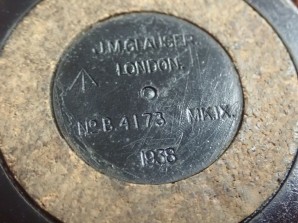 J.M.GLAUSER.
LONDON.
No B.4173 MK.IX.
1938